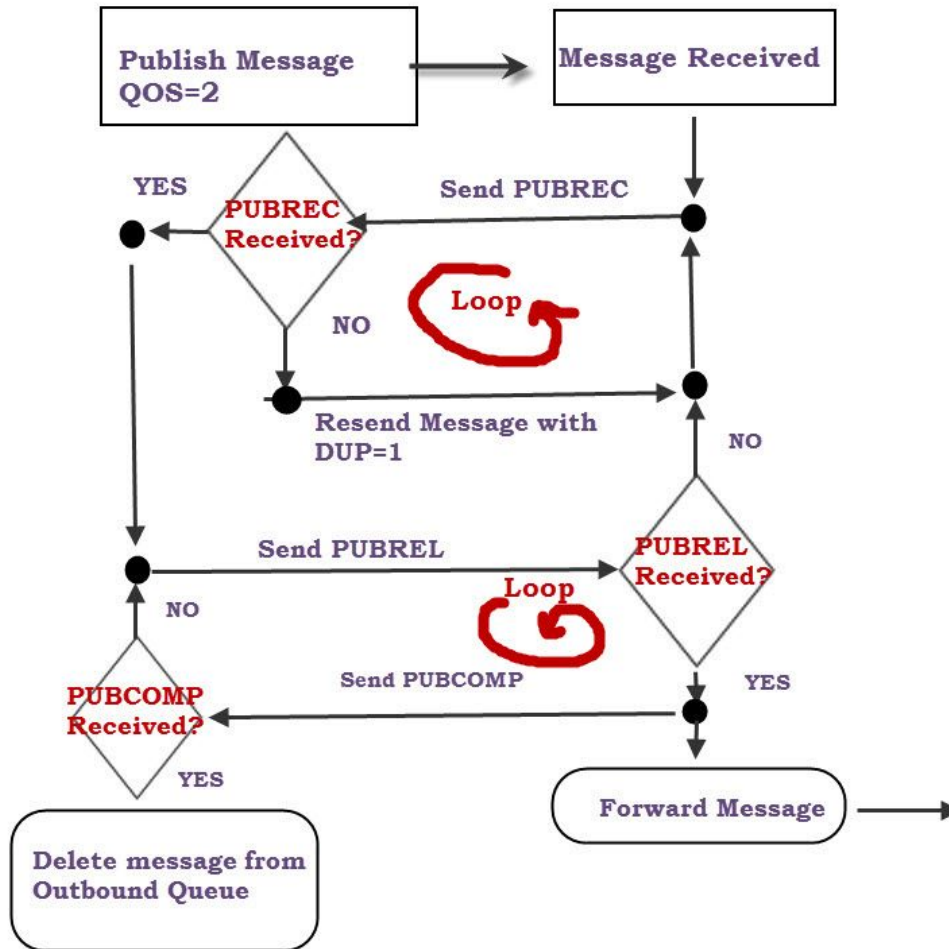 Publish Message
QOS=2
Message Received
YES
Send PUBREC
PUBREC
Received?
Loop
NO
Resend Message with
DUP=1
NO
Send PUBREL
PUBREL
Received?
Loop
NO
Send PUBCOMP
YES
PUBCOMP
Received?
YES
Forward Message
Delete message from
Outbound Queue